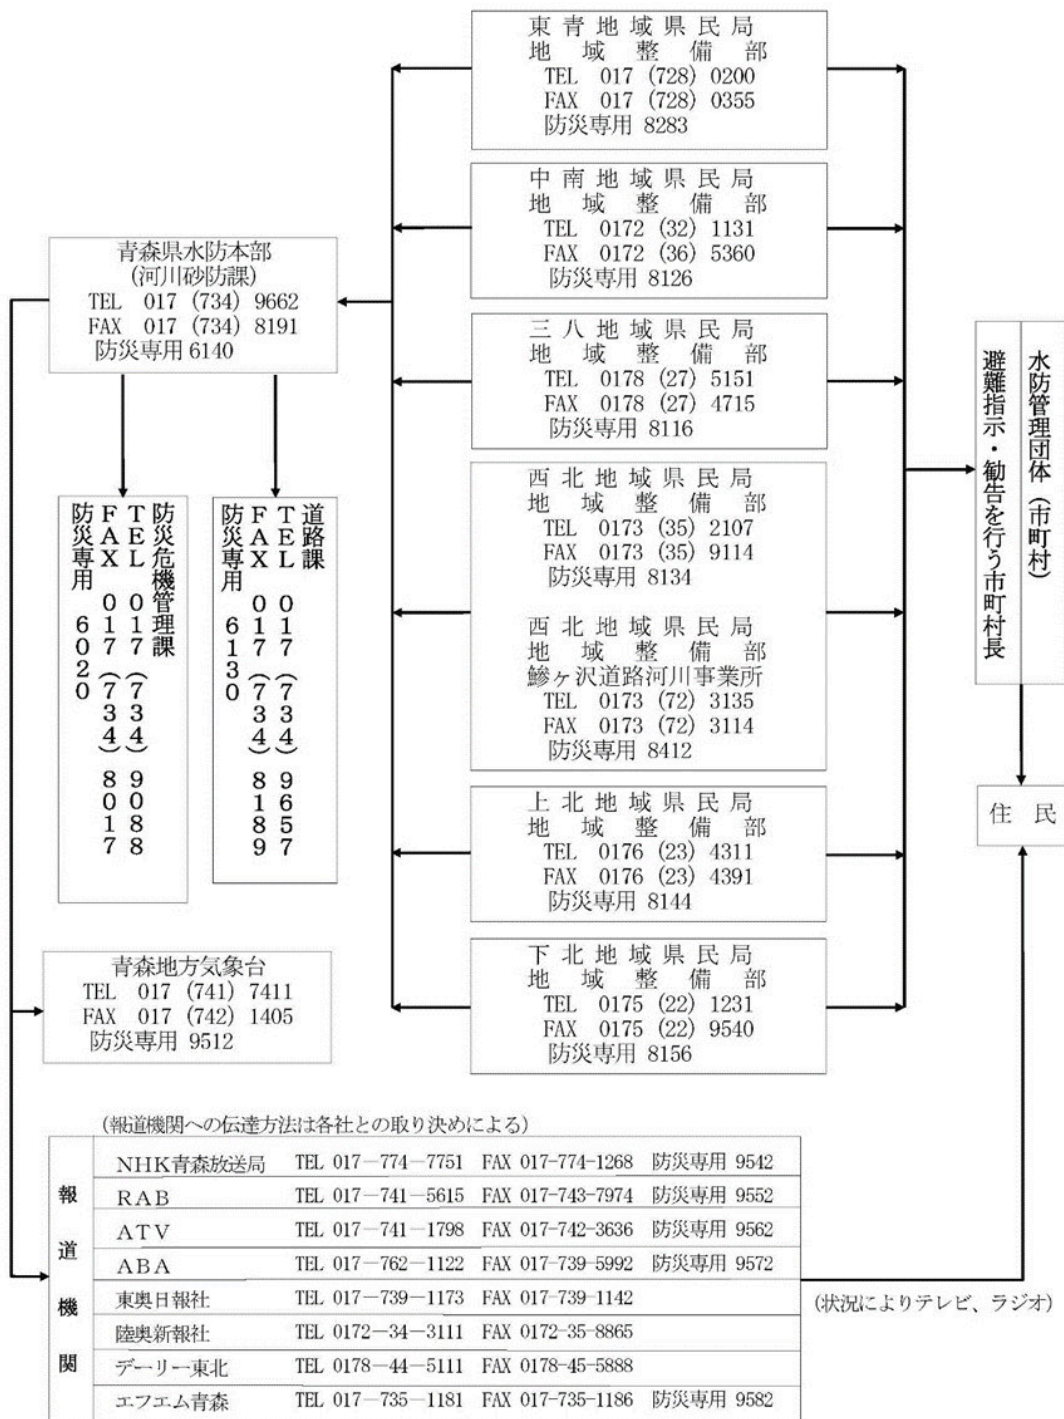 東青地域県民局
地域整備部
TEL 017 (728) 0200
FAX 017 (728) 0355
防災専用 8283
中南地域県民局
地域整備部
TEL 0172 (32) 1131
FAX 0172 (36) 5360
防災専用 8126
三八地域県民局
地域整備部
TEL 0178 (27) 5151
FAX 0178 (27) 4715
防災専用 8116
西北地域県民局
地域整備部
TEL 0173 (35) 2107
FAX 0173 (35) 9114
防災専用 8134
西北地域県民局
地域整備部
鰺ヶ沢道路河川事業所
TEL 0173 (72) 3135
FAX 0173 (72) 3114
防災専用 8412
上北地域県民局
地域整備部
TEL 0176 (23) 4311
FAX 0176 (23) 4391
防災専用 8144
下北地域県民局
地域整備部
TEL 0175 (22) 1231
FAX 0175 (22) 9540
防災専用 8156
青森県水防本部
(河川砂防課)
TEL 017 (734) 9662
FAX 017 (734) 8191
防災専用 6140
道路課
TEL 017 (734) 9657
FAX 017 (734) 8189
防災専用 6130
防災危機管理課
TEL 017 (734) 9088
FAX 017 (734) 8017
防災専用 6020
水防管理団体(市町村)
避難指示・勧告を行う市町村長
住民
青森地方気象台
TEL 017 (741) 7411
FAX 017 (742) 1405
防災専用 9512
(報道機関への伝達方法は各社との取り決めによる)
報道機関
NHK青森放送局 TEL 017－774－7751 FAX 017-774-1268 防災専用 9542
RAB TEL 017－741－5615 FAX 017-743-7974 防災専用 9552
ATV TEL 017－741－1798 FAX 017-742-3636 防災専用 9562
ABA TEL 017－762－1122 FAX 017-739-5992 防災専用 9572
東奥日報社 TEL 017－739－1173 FAX 017-739-1142
陸奥新報社 TEL 0172－34－3111 FAX 0172-35-8865
デーリー東北 TEL 0178－44－5111 FAX 0178-45-5888
エフエム青森 TEL 017－735－1181 FAX 017-735-1186 防災専用 9582
(状況によりテレビ、ラジオ)